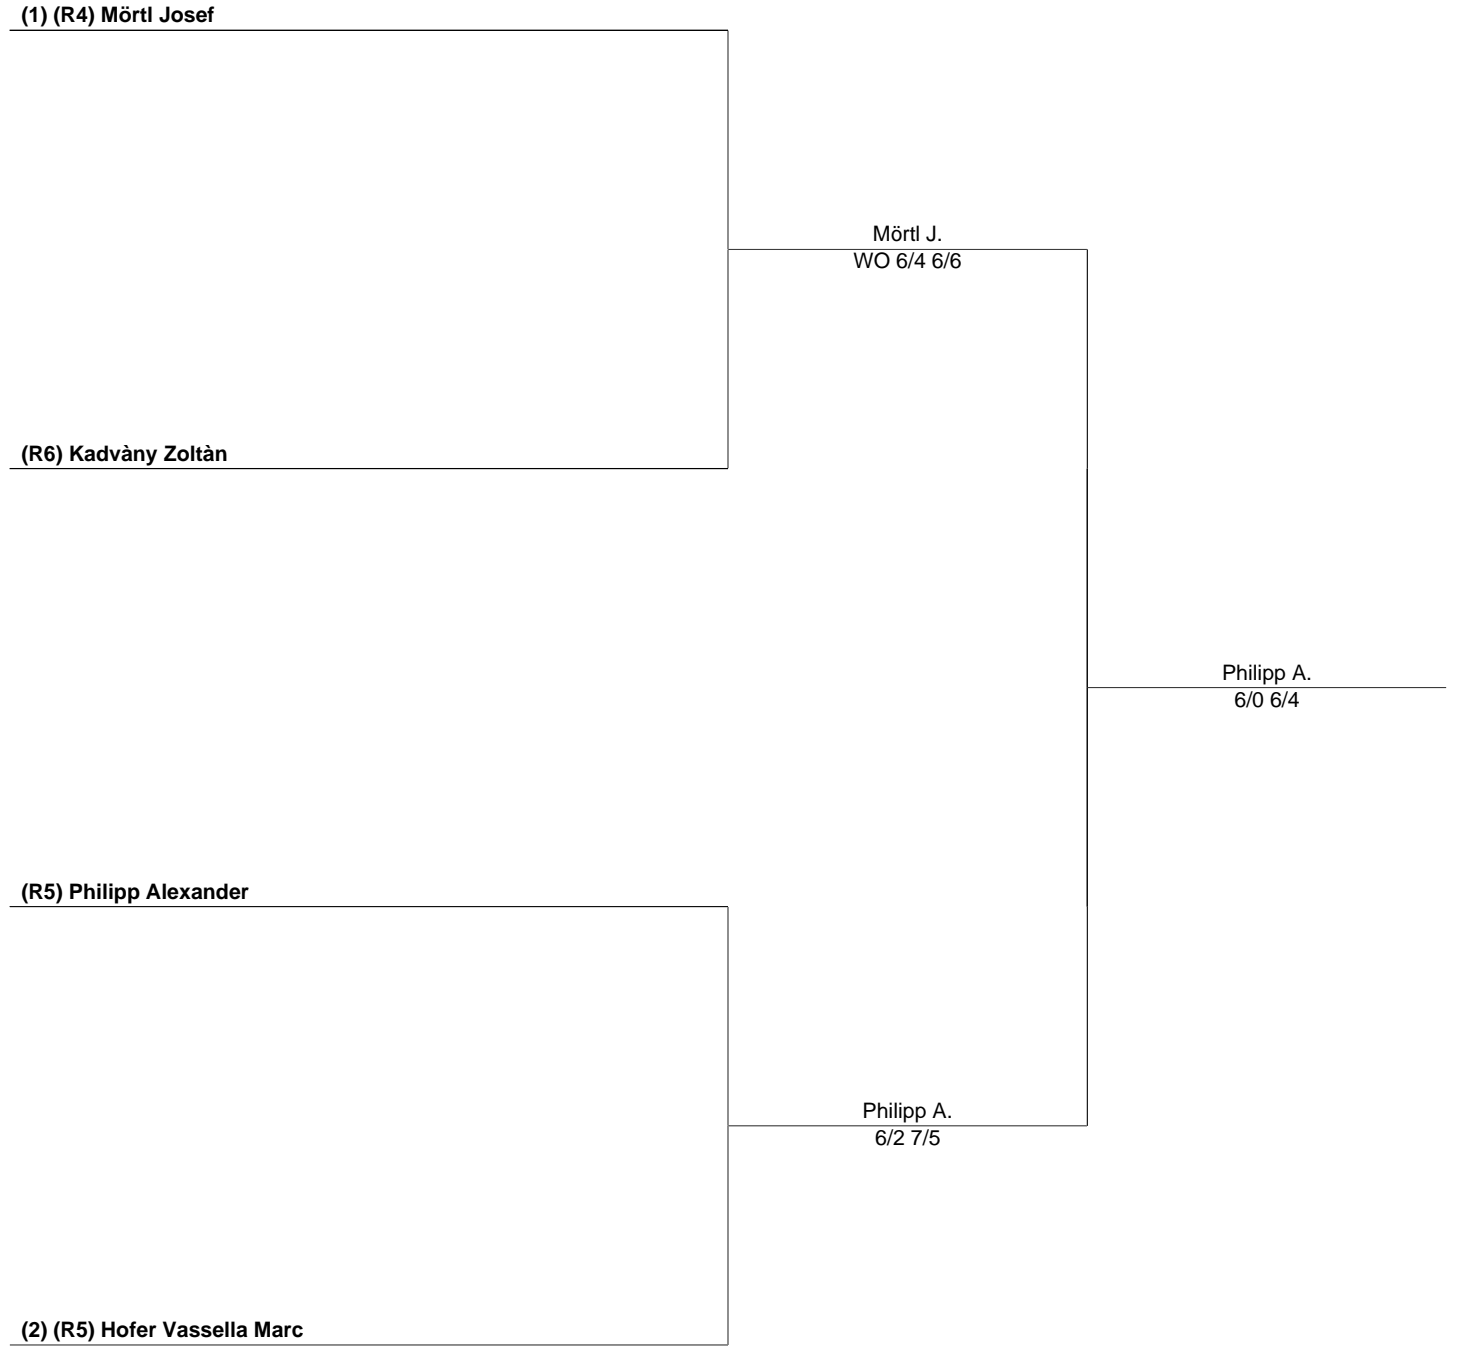 (1) (R4) Mörtl Josef
Mörtl J.
WO 6/4 6/6
(R6) Kadvàny Zoltàn
Philipp A.
6/0 6/4
(R5) Philipp Alexander
Philipp A.
6/2 7/5
(2) (R5) Hofer Vassella Marc